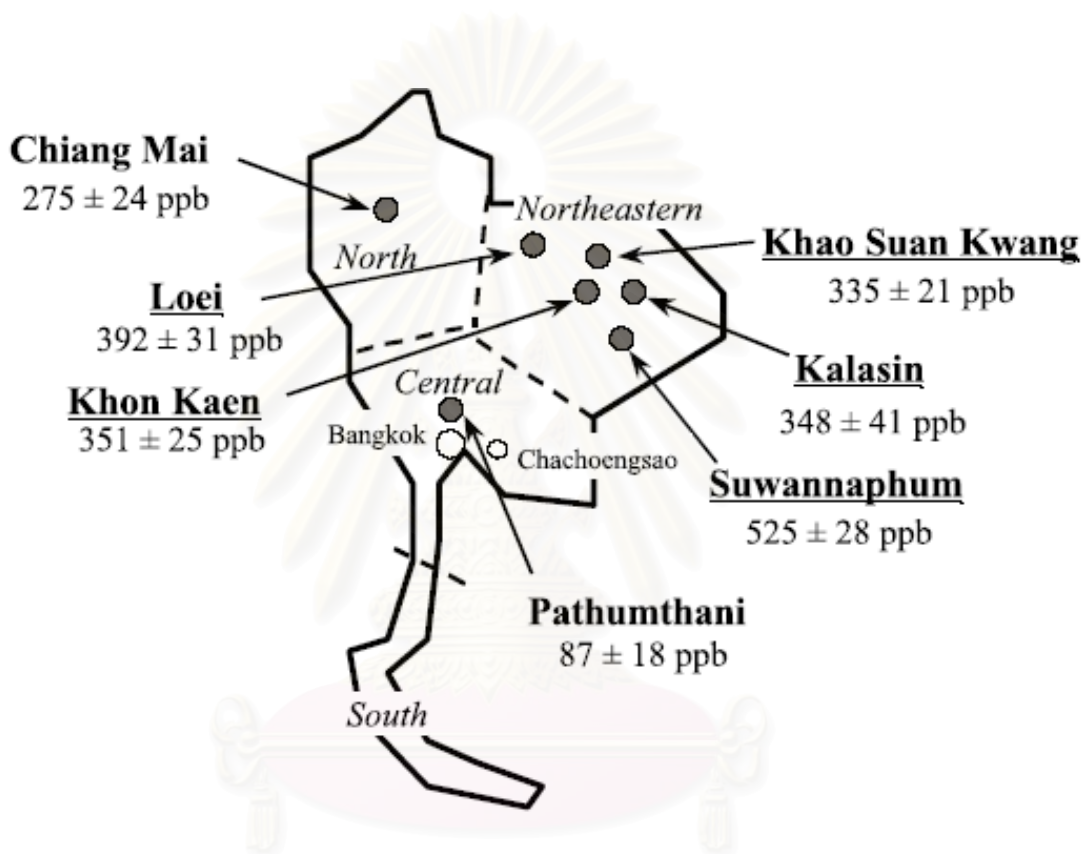 Chiang Mai
275 ± 24 ppb
Northeastern
North
Khao Suan Kwang
335 ± 21 ppb
Loei
392 ± 31 ppb
Kalasin
348 ± 41 ppb
Central
Khon Kaen
351 ± 25 ppb
Bangkok
Chachoengsao
Suwannaphum
525 ± 28 ppb
Pathumthani
87 ± 18 ppb
South